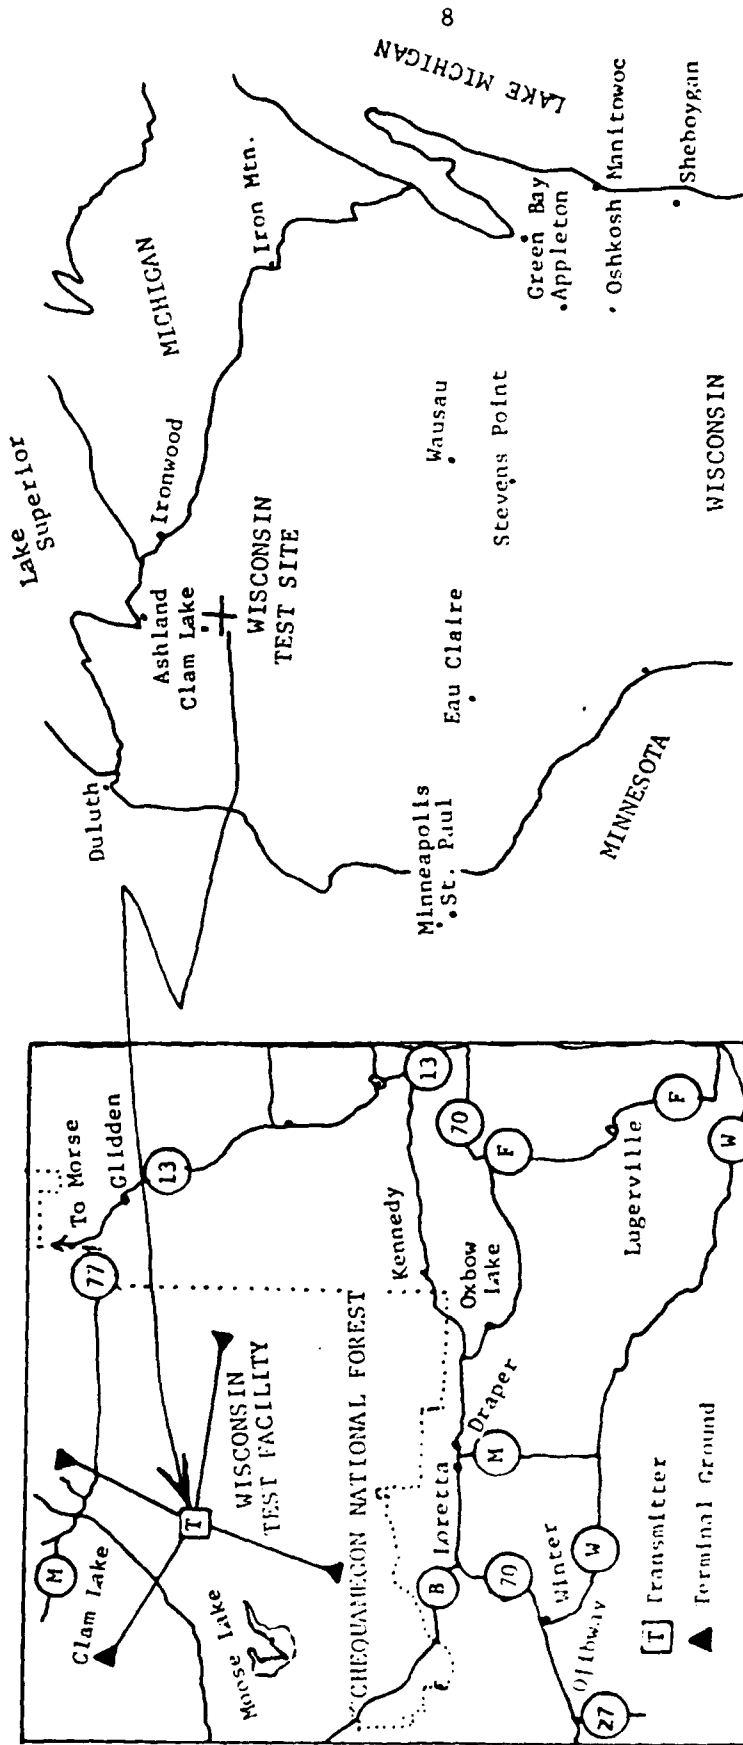 8
Lake
Superior
LAKE MICHIGAN
MICHIGAN
Duluth
Ashland
Clam Lake
Ironwood
Iron Mtn.
WISCONSIN
TEST SITE
Minneapolis
St. Paul
Eau Claire
Wausau
Stevens Point
Green Bay
Appleton
Oshkosh
Manitowoc
Sheboygan
MINNESOTA
WISCONSIN
M
Clam Lake
77
To Morse
Glidden
13
T
WISCONSIN
TEST FACILITY
Moose Lake
CHEQUAMEGON NATIONAL FOREST
Kennedy
13
B
Loretta
Draper
Oxbow
Lake
70
F
70
M
Winter
W
Ojibway
27
Lugerville
F
W
T Transmitter
Terminal Ground